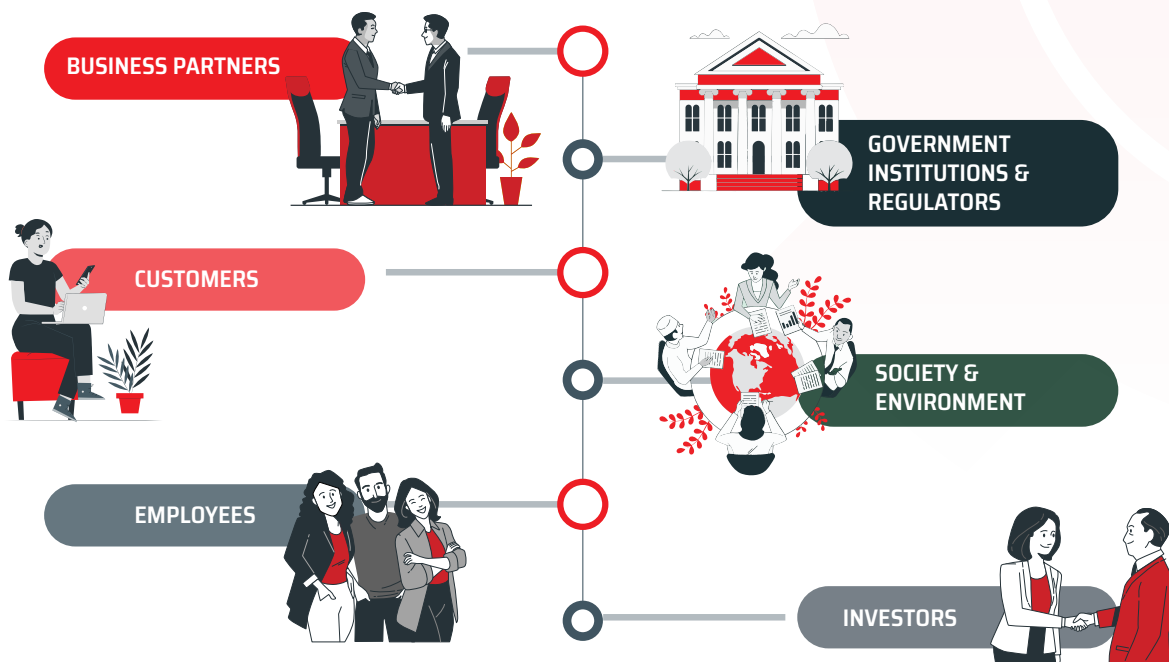 BUSINESS PARTNERS
GOVERNMENT
INSTITUTIONS &
REGULATORS
CUSTOMERS
SOCIETY &
ENVIRONMENT
EMPLOYEES
INVESTORS